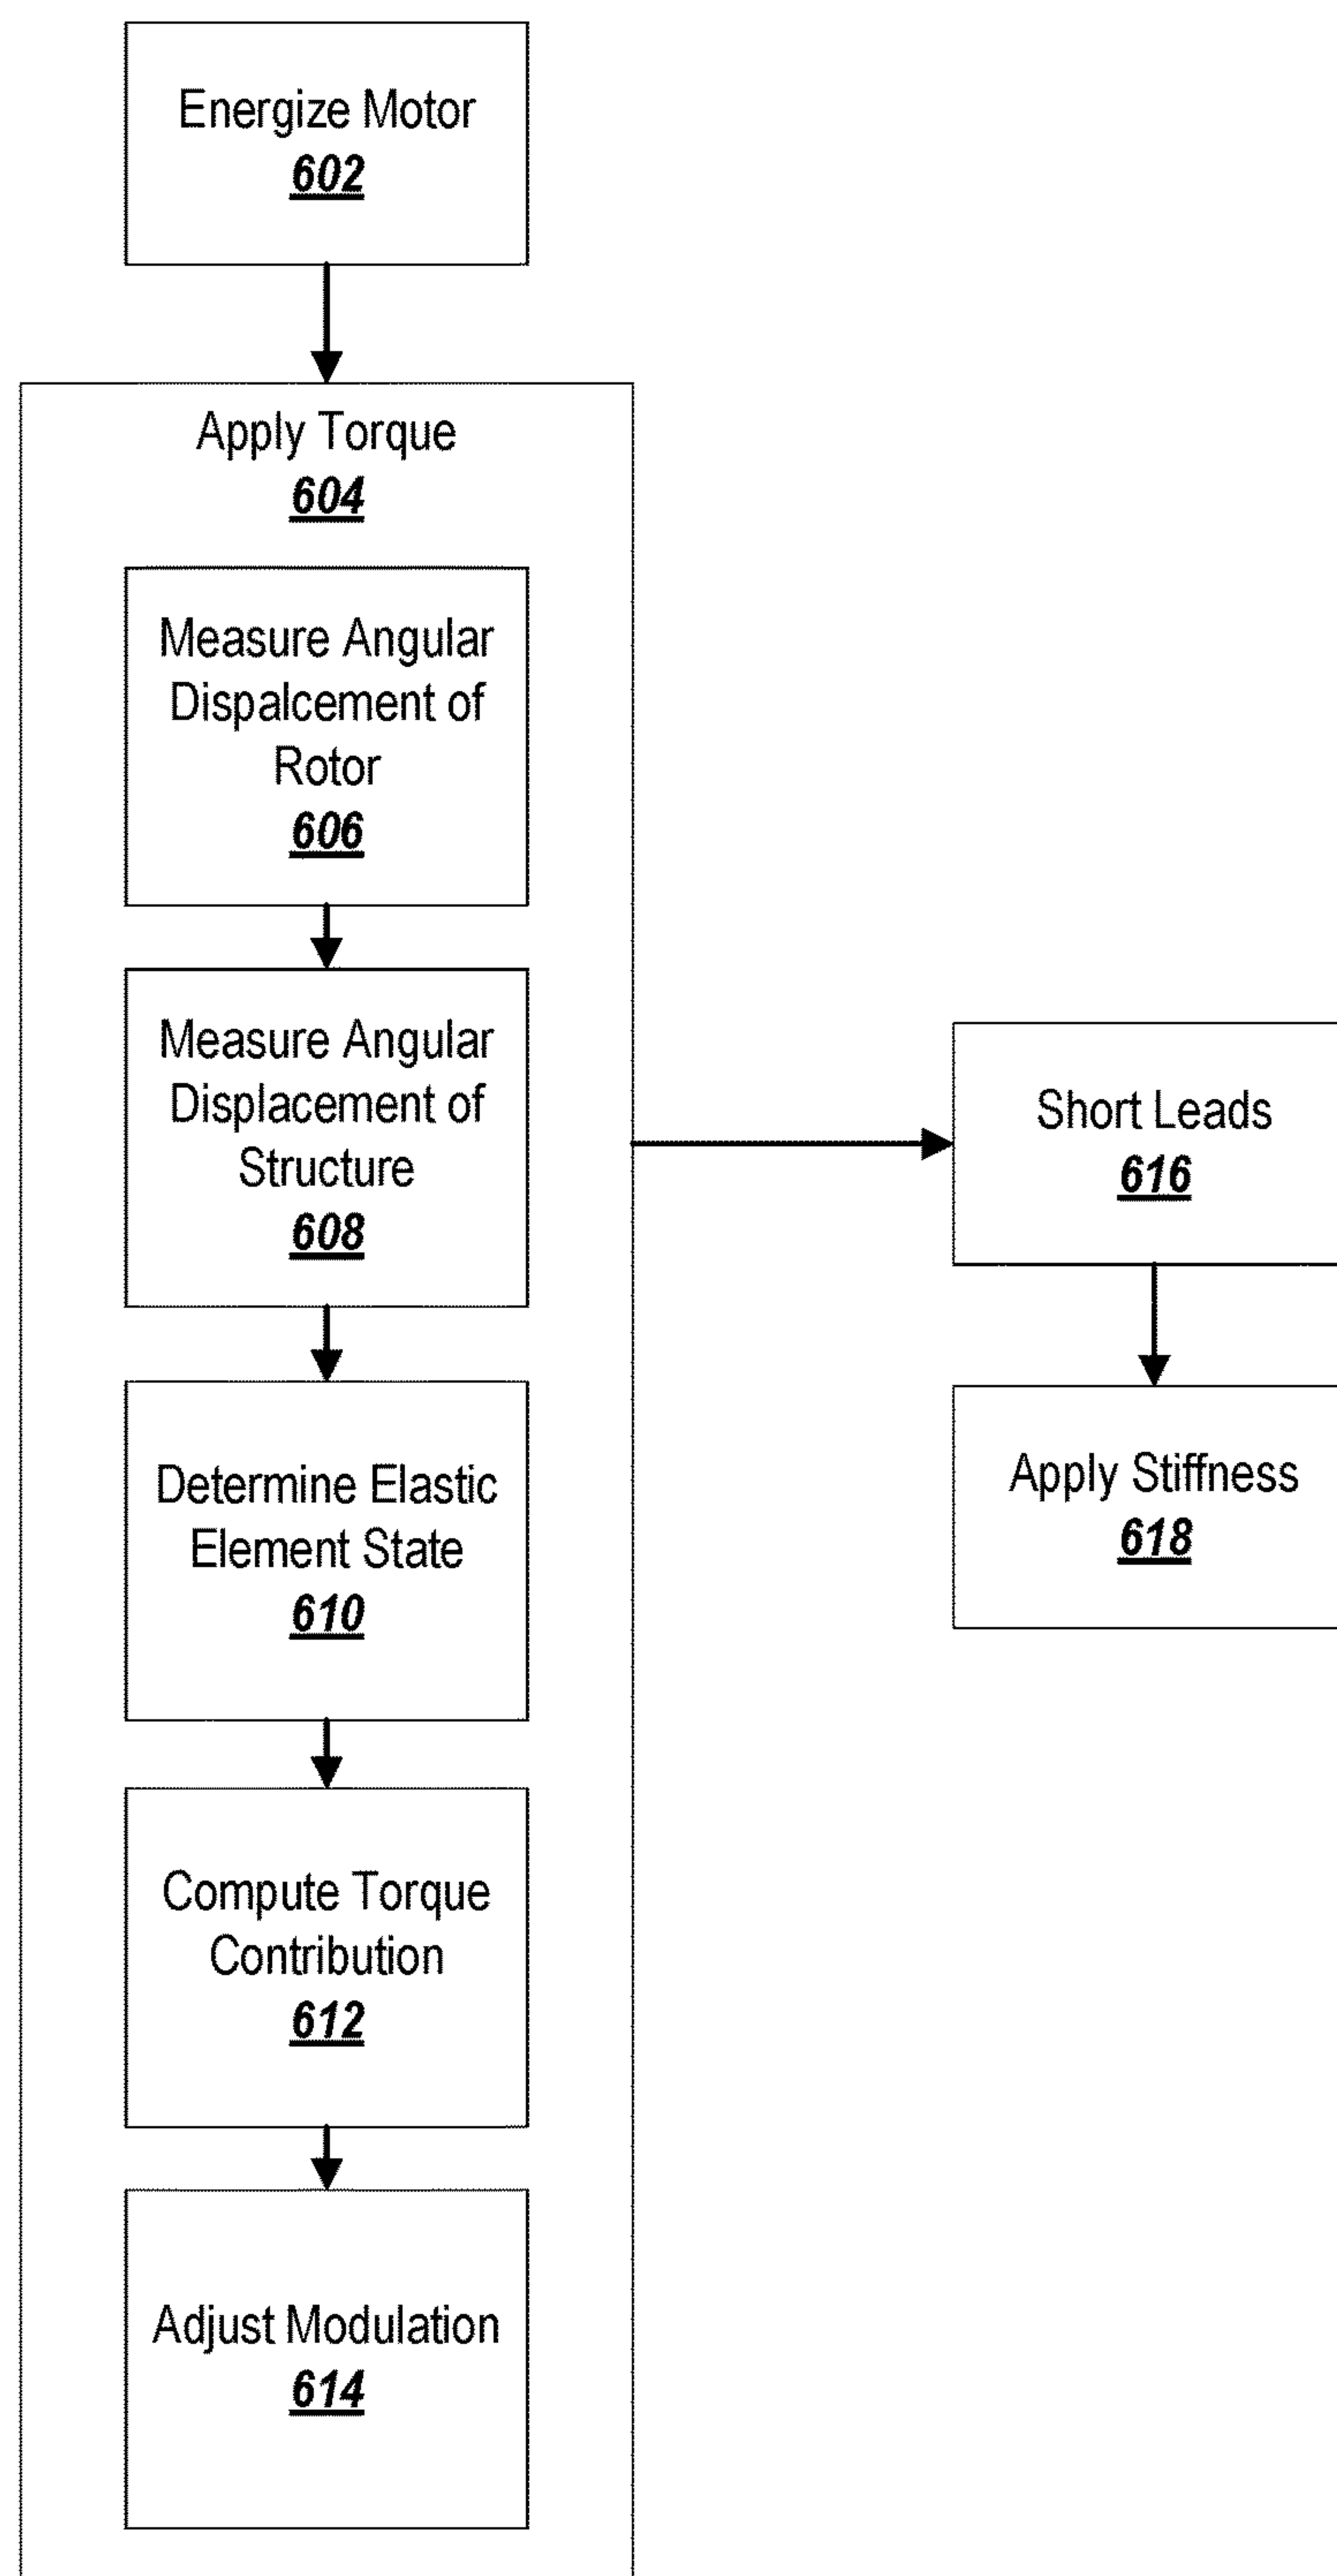 Energize Motor
602
Apply Torque
604
Measure Angular
Dispalcement of
Rotor
606
Measure Angular
Displacement of
Structure
608
Determine Elastic
Element State
610
Compute Torque
Contribution
612
Adjust Modulation
614
Short Leads
616
Apply Stiffness
618